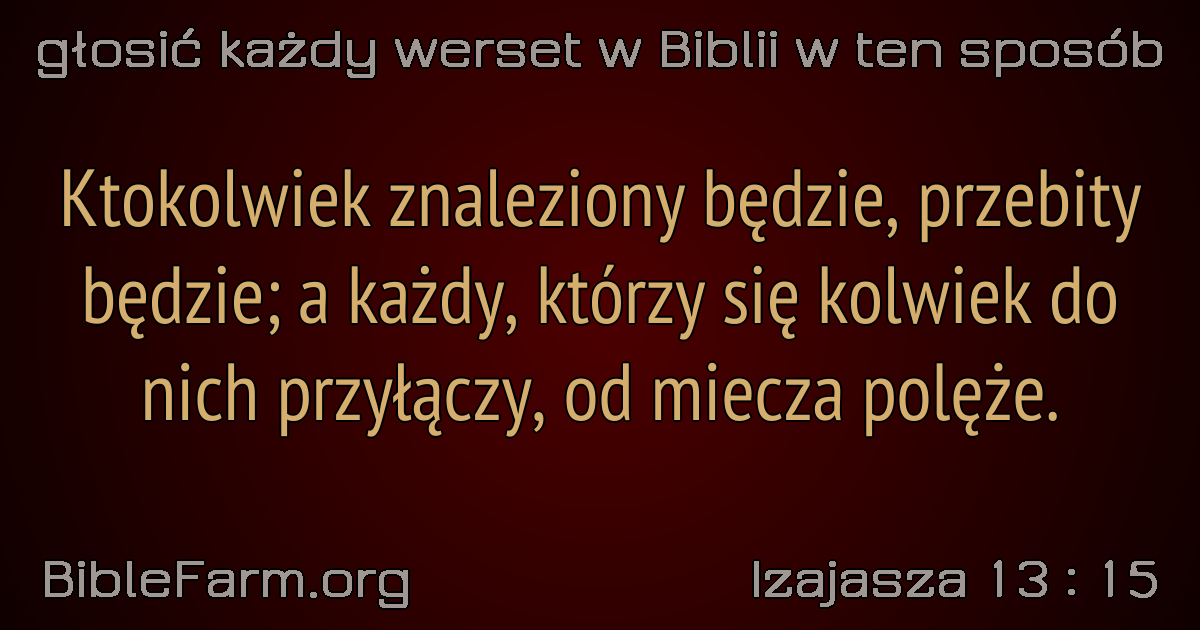 głosić każdy werset w Biblii w ten sposób
Ktokolwiek znaleziony będzie, przebity
będzie; a każdy, którzy się kolwiek do
nich przyłączy, od miecza polęże.
BibleFarm.org
Izajasza 13 : 15